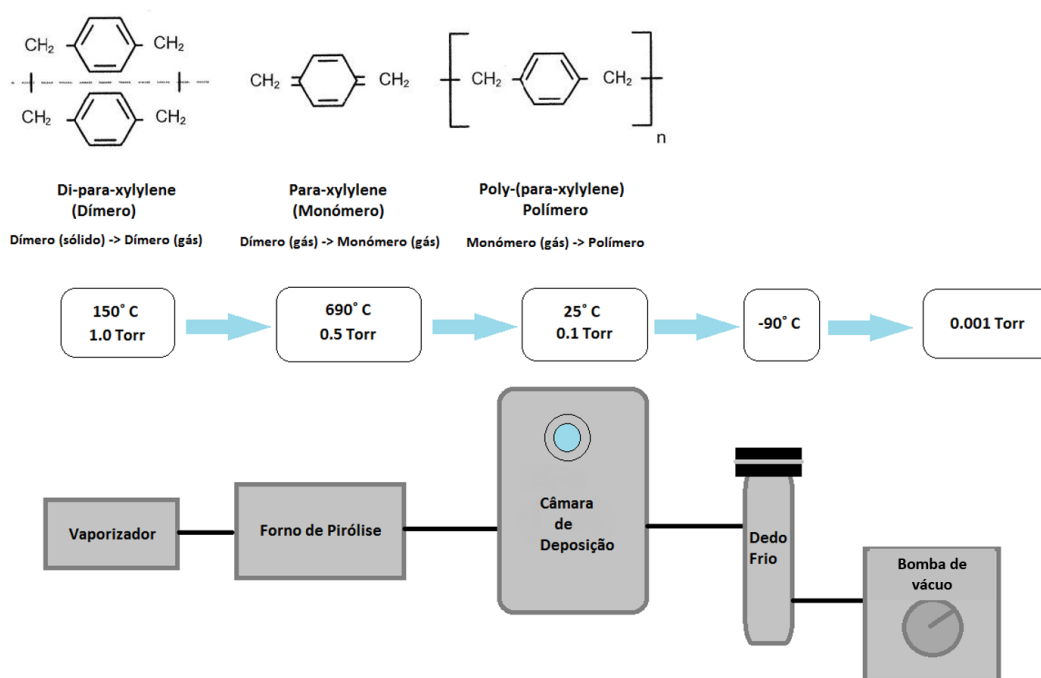 CH2 CH2
CH2 CH2
CH2 CH2
CH2 CH2
n
Di-para-xylylene
(Dímero)
Dímero (sólido) -> Dímero (gás)
Para-xylylene
(Monómero)
Dímero (gás) -> Monómero (gás)
Poly-(para-xylylene)
Polímero
Monómero (gás) -> Polímero
150° C
1.0 Torr
690° C
0.5 Torr
25° C
0.1 Torr
-90° C
0.001 Torr
Vaporizador
Forno de Pirólise
Câmara
de
Deposição
Dedo
Frio
Bomba de
vácuo